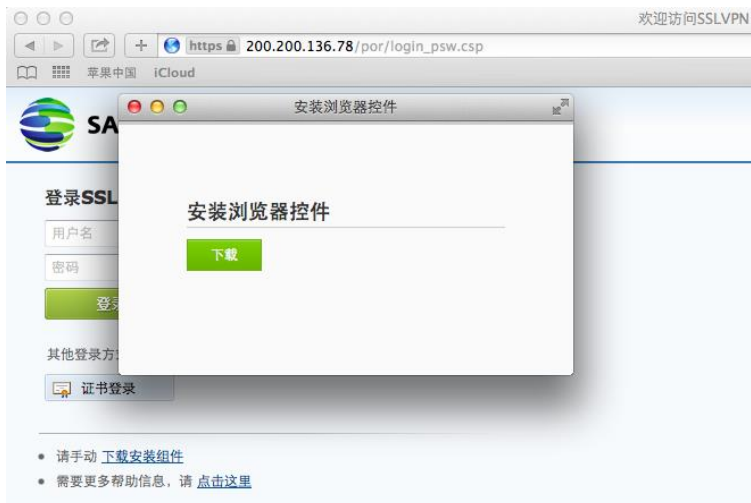 欢迎访问SSLVPN
https 200.200.136.78/por/login_psw.csp
苹果中国 iCloud
安装浏览器控件
SA
登录SSL
安装浏览器控件
用户名
下载
密码
登录
其他登录方式
证书登录
请手动 下载安装组件
需要更多帮助信息，请 点击这里